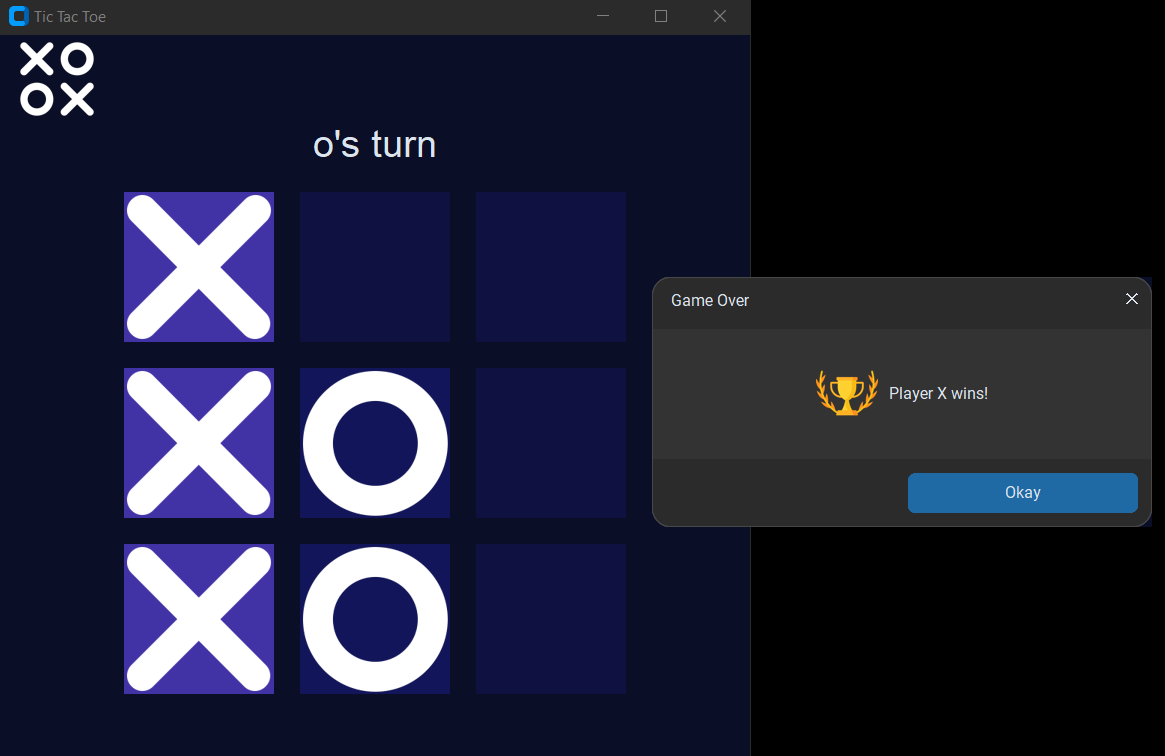 Tic Tac Toe
XO
OX
o's turn
X
X O
X O
Game Over
Player X wins!
Okay